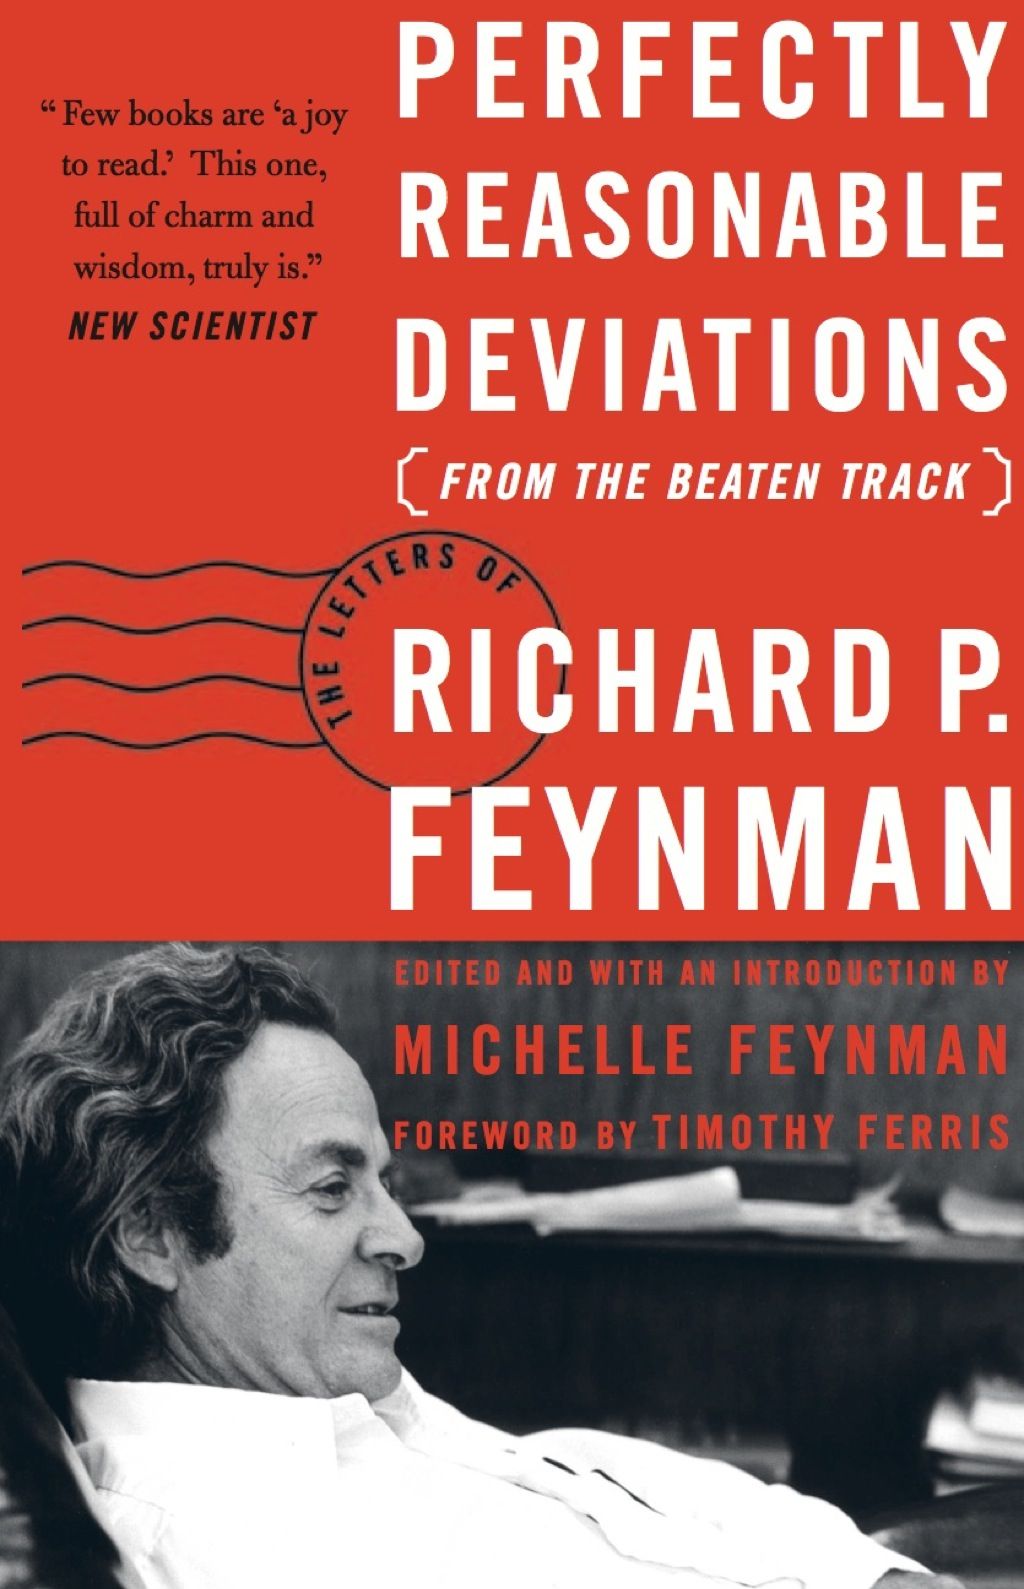 “Few books are ‘a joy
to read.’ This one,
full of charm and
wisdom, truly is.”
NEW SCIENTIST
PERFECTLY
REASONABLE
DEVIATIONS
[FROM THE BEATEN TRACK]
THE LETTERS OF
RICHARD P.
FEYNMAN
EDITED AND WITH AN INTRODUCTION BY
MICHELLE FEYNMAN
FOREWORD BY TIMOTHY FERRIS